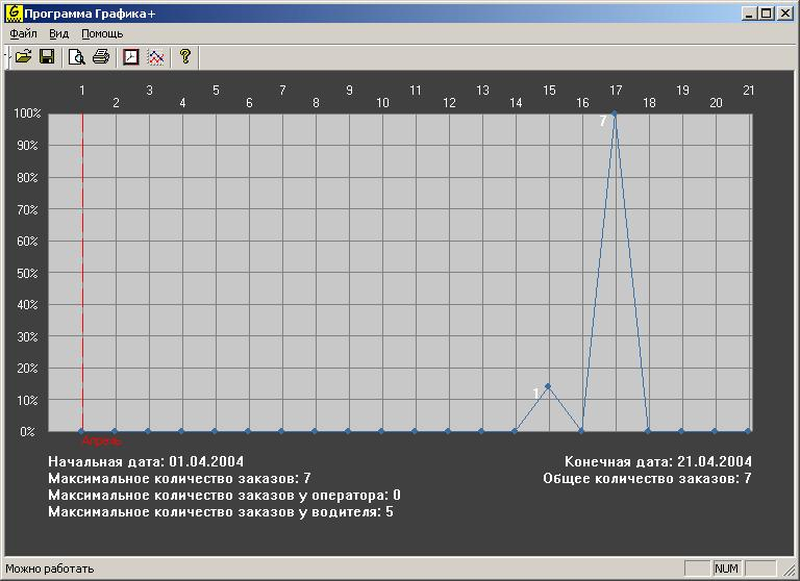 Программа Графика+
Файл Вид Помощь
1 3 5 7 9 11 13 15 17 19 21
2 4 6 8 10 12 14 16 18 20
100%
7
90%
80%
70%
60%
50%
40%
30%
20%
1
10%
0%
Апрель
Начальная дата: 01.04.2004 Конечная дата: 21.04.2004
Максимальное количество заказов: 7 Общее количество заказов: 7
Максимальное количество заказов у оператора: 0
Максимальное количество заказов у водителя: 5
Можно работать NUM